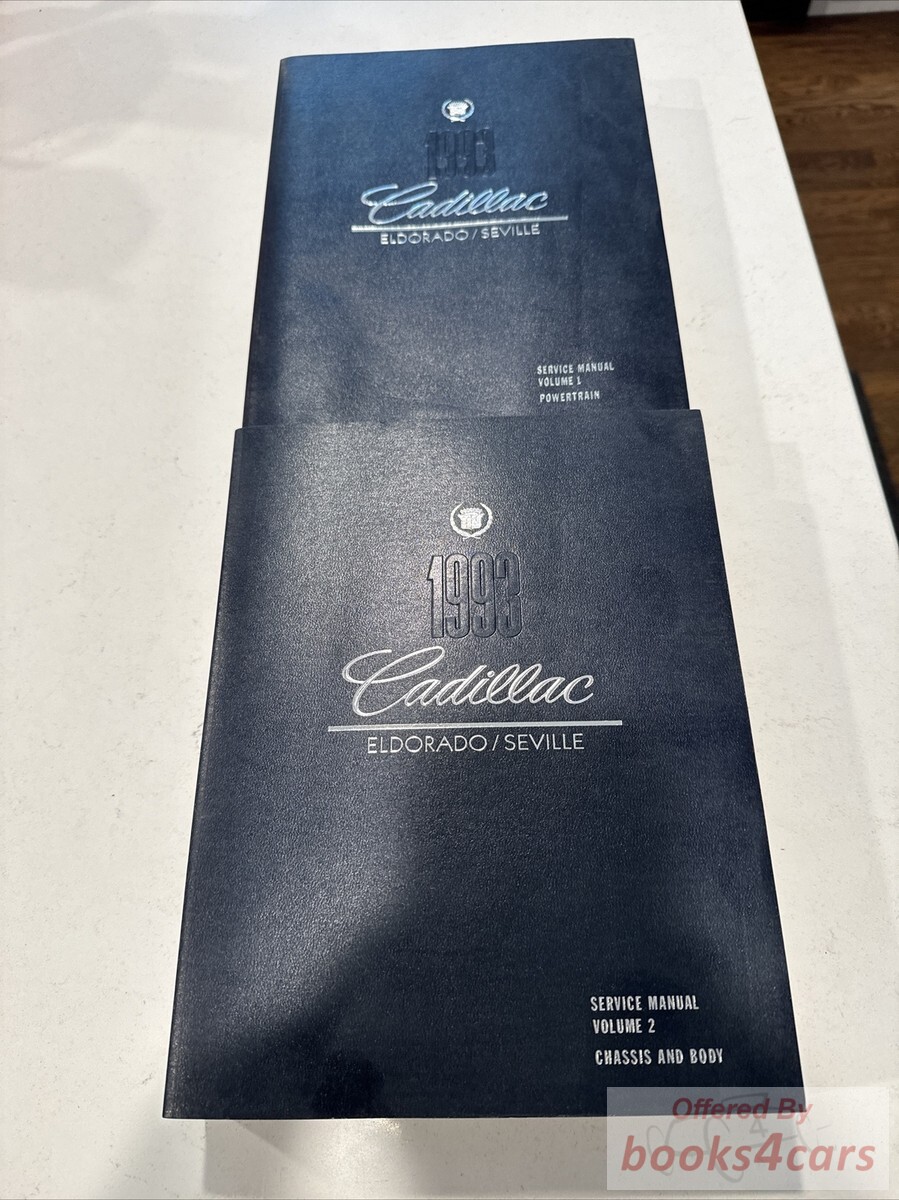 1993
Cadillac
ELDORADO / SEVILLE
SERVICE MANUAL
VOLUME 1
POWERTRAIN
1993
Cadillac
ELDORADO / SEVILLE
SERVICE MANUAL
VOLUME 2
CHASSIS AND BODY
Offered By
books4cars